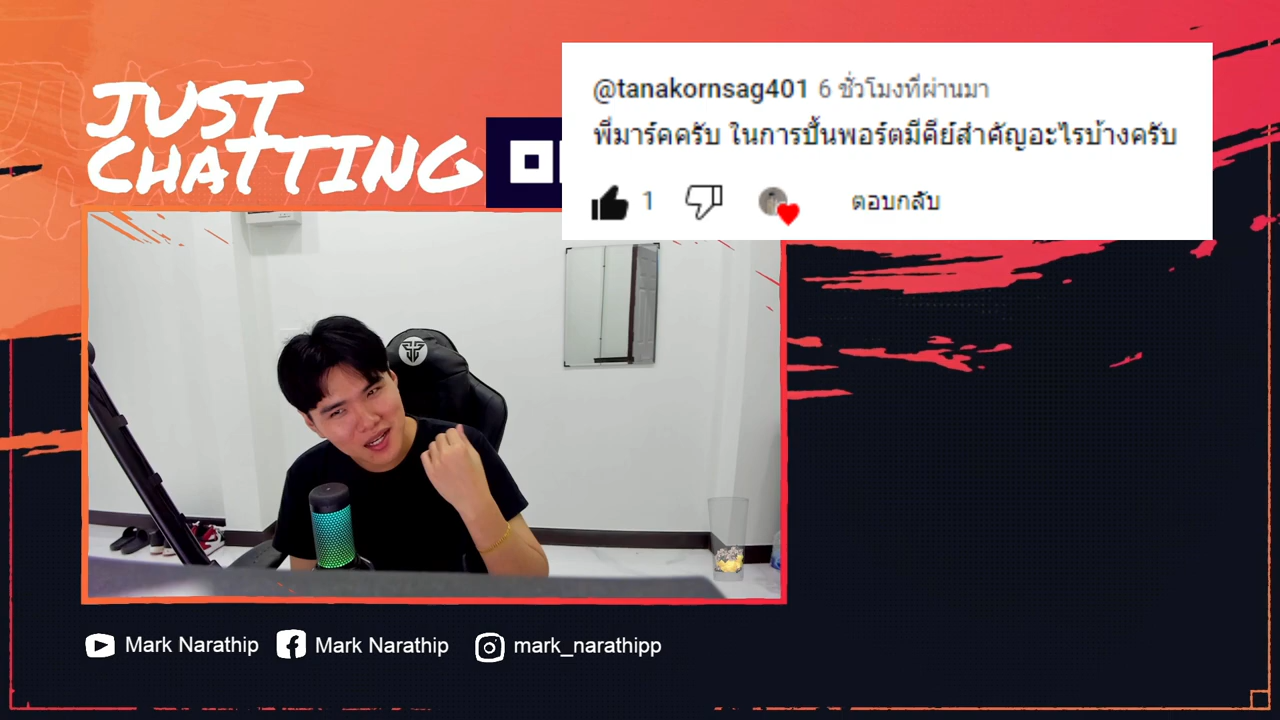 JUST
CHATTING
@tanakornsag401 6 ชั่วโมงที่ผ่านมา
พี่มาร์คครับ ในการปั้นพอร์ตมีคีย์สำคัญอะไรบ้างครับ
1 ตอบกลับ
Mark Narathip Mark Narathip mark_narathipp